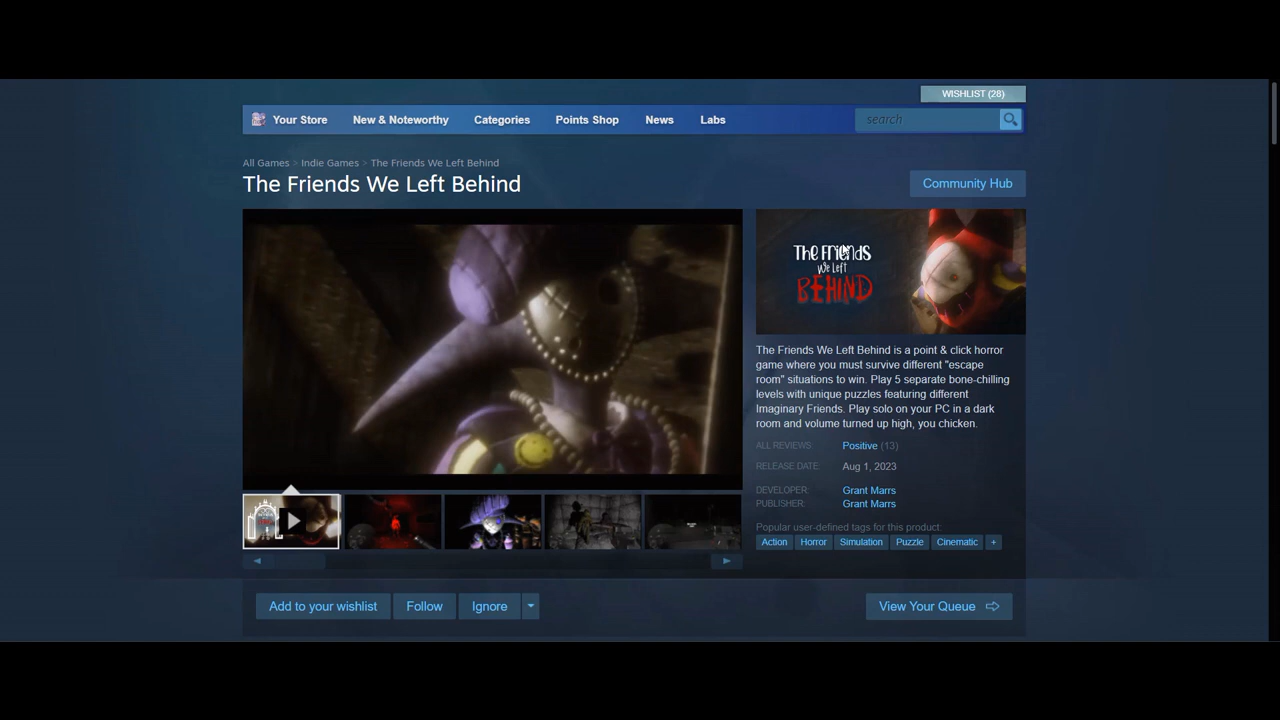 WISHLIST (28)
Your Store New & Noteworthy Categories Points Shop News Labs search
All Games > Indie Games > The Friends We Left Behind
The Friends We Left Behind
Community Hub
The Friends
We Left
BEHIND
The Friends We Left Behind is a point & click horror
game where you must survive different "escape
room" situations to win. Play 5 separate bone-chilling
levels with unique puzzles featuring different
Imaginary Friends. Play solo on your PC in a dark
room and volume turned up high, you chicken.
ALL REVIEWS: Positive (13)
RELEASE DATE: Aug 1, 2023
DEVELOPER: Grant Marrs
PUBLISHER: Grant Marrs
Popular user-defined tags for this product:
Action Horror Simulation Puzzle Cinematic +
Add to your wishlist Follow Ignore View Your Queue